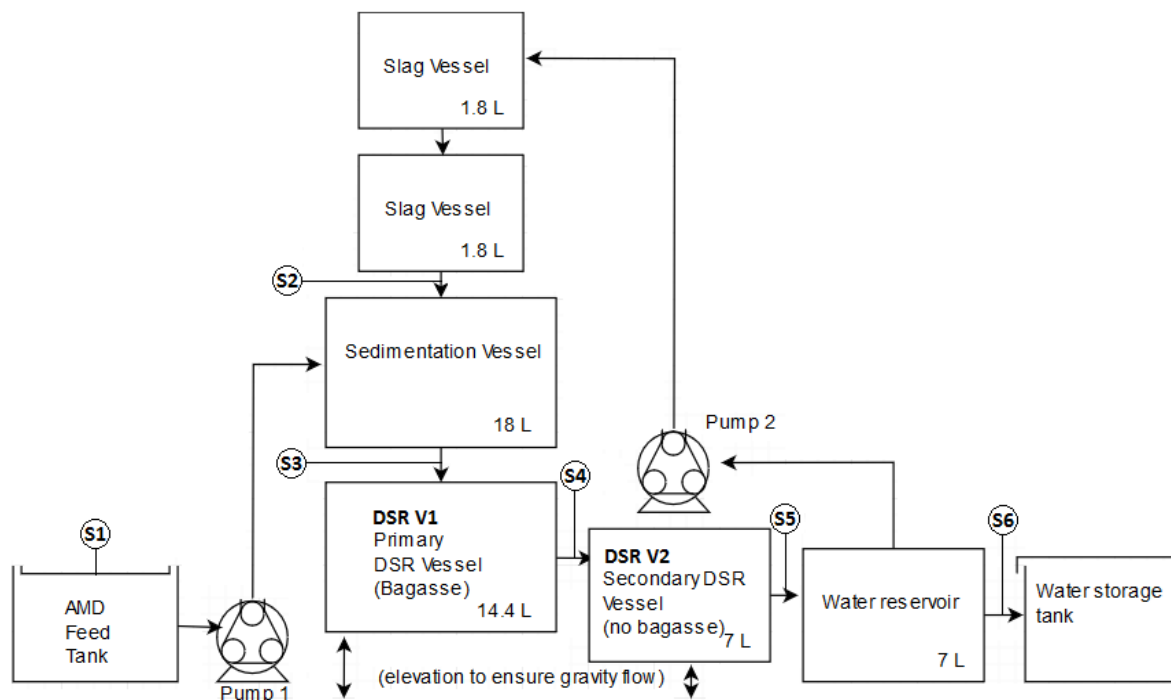 Slag Vessel
1.8 L
Slag Vessel
1.8 L
S2
Sedimentation Vessel
18 L
Pump 2
S3
S4
DSR V1
Primary
DSR Vessel
(Bagasse)
14.4 L
S1
AMD
Feed
Tank
Pump 1
DSR V2
Secondary DSR
Vessel
(no bagasse)
7 L
S5
Water reservoir
7 L
S6
Water storage
tank
(elevation to ensure gravity flow)